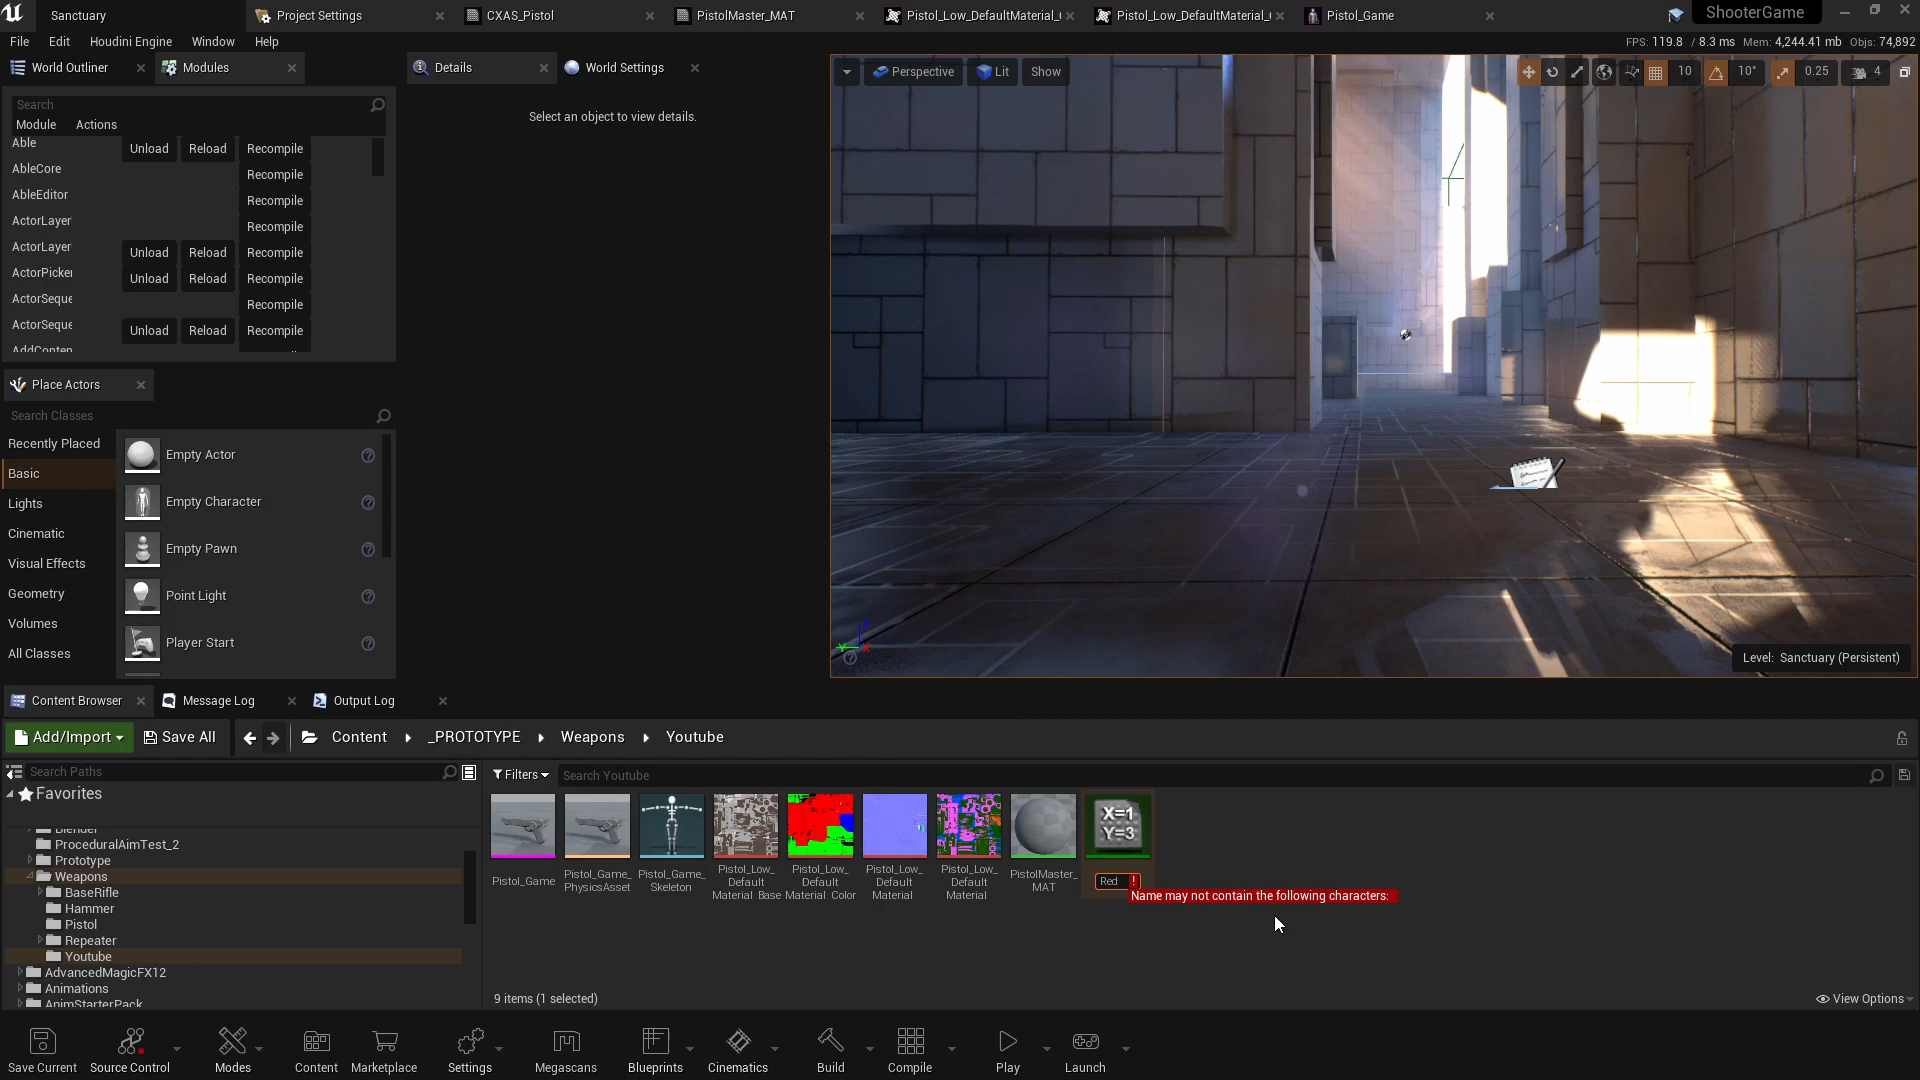 Sanctuary
Project Settings
CXAS_Pistol
PistolMaster_MAT
Pistol_Low_DefaultMaterial_
Pistol_Low_DefaultMaterial_
Pistol_Game
ShooterGame
File
Edit
Houdini Engine
Window
Help
FPS: 119.8 / 8.3 ms Mem: 4,244.41 mb Objs: 74,892
World Outliner
Modules
Details
World Settings
Perspective
Lit
Show
10
10°
0.25
4
Search
Module Actions
Select an object to view details.
Able Unload Reload Recompile
AbleCore Recompile
AbleEditor Recompile
ActorLayer Recompile
ActorLayer Unload Reload Recompile
ActorPicker Unload Reload Recompile
ActorSeque Recompile
ActorSeque Unload Reload Recompile
AddConten
Place Actors
Search Classes
Recently Placed
Basic
Lights
Cinematic
Visual Effects
Geometry
Volumes
All Classes
Empty Actor
Empty Character
Empty Pawn
Point Light
Player Start
Level: Sanctuary (Persistent)
Content Browser
Message Log
Output Log
Add/Import
Save All
Content
_PROTOTYPE
Weapons
Youtube
Search Paths
Filters
Search Youtube
Favorites
Blender
ProceduralAimTest_2
Prototype
Weapons
BaseRifle
Hammer
Pistol
Repeater
Youtube
AdvancedMagicFX12
Animations
AnimStarterPack
Pistol_Game
Pistol_Game_
PhysicsAsset
Pistol_Game_
Skeleton
Pistol_Low_
Default
Material_Base
Pistol_Low_
Default
Material_Color
Pistol_Low_
Default
Material_
Pistol_Low_
Default
Material_
PistolMaster_
MAT
X=1
Y=3
Red !
Name may not contain the following characters:
9 items (1 selected)
View Options
Save Current
Source Control
Modes
Content
Marketplace
Settings
Megascans
Blueprints
Cinematics
Build
Compile
Play
Launch